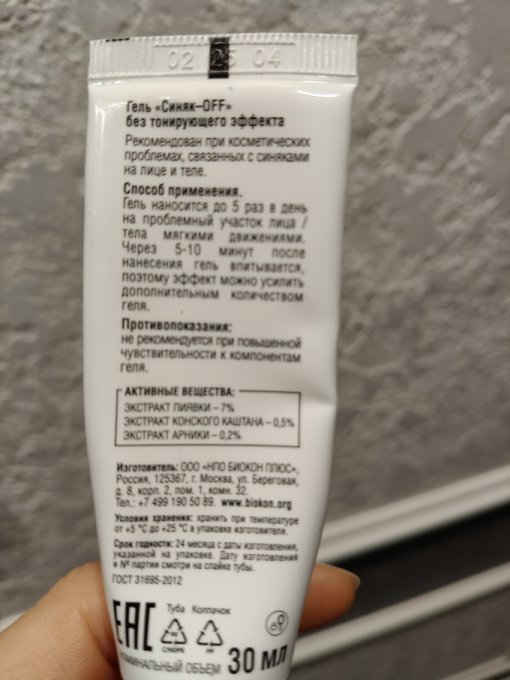 02 25 04
Гель «Синяк–OFF»
без тонирующего эффекта
Рекомендован при косметических
проблемах, связанных с синяками
на лице и теле.
Способ применения.
Гель наносится до 5 раз в день
на проблемный участок лица /
тела мягкими движениями.
Через 5-10 минут после
нанесения гель впитывается,
поэтому эффект можно усилить
дополнительным количеством
геля.
Противопоказания:
не рекомендуется при повышенной
чувствительности к компонентам
геля.
АКТИВНЫЕ ВЕЩЕСТВА:
ЭКСТРАКТ ПИЯВКИ – 7%
ЭКСТРАКТ КОНСКОГО КАШТАНА – 0,5%
ЭКСТРАКТ АРНИКИ – 0,2%
Изготовитель: ООО «НПО БИОКОН ПЛЮС»,
Россия, 125367, г. Москва, ул. Береговая,
д. 8, корп. 2, пом. 1, комн. 32.
Тел.: +7 499 190 50 89. www.biokon.org
Условия хранения: хранить при температуре
от +5 °С до +25 °С в упаковке изготовителя.
Срок годности: 24 месяца с даты изготовления,
указанной на упаковке. Дату изготовления
и № партии смотри на спайке тубы.
ГОСТ 31695-2012
EAC
Туба Колпачок
C/HDPE PP
НОМИНАЛЬНЫЙ ОБЪЕМ 30 МЛ